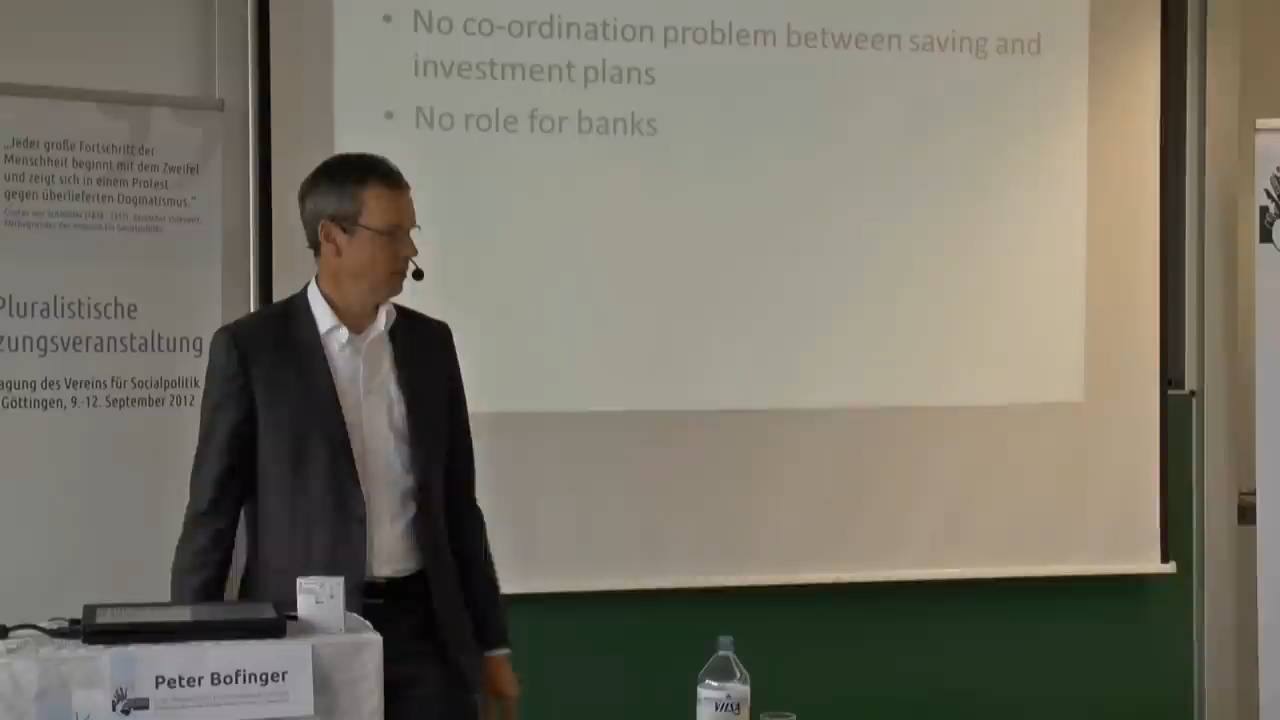 • No co-ordination problem between saving and
investment plans
• No role for banks
„Jeder große Fortschritt der
Menschheit beginnt mit dem Zweifel
und zeigt sich in einem Protest
gegen überlieferten Dogmatismus."
Pluralistische
zungsveranstaltung
agung des Vereins für Socialpolitik
Göttingen, 9.-12. September 2012
Peter Bofinger
VILSA